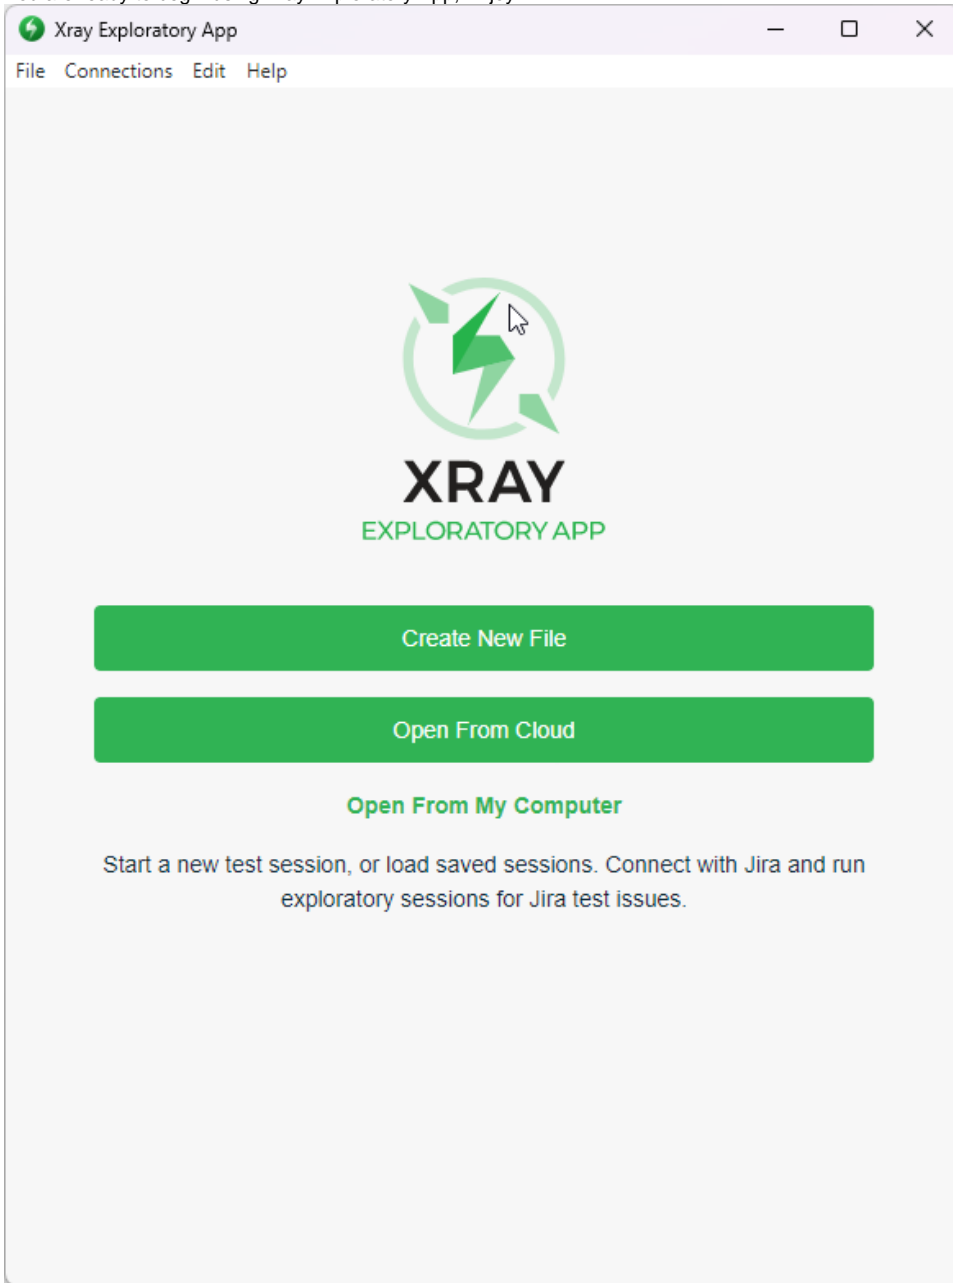 Xray Exploratory App
File Connections Edit Help
XRAY
EXPLORATORY APP
Create New File
Open From Cloud
Open From My Computer
Start a new test session, or load saved sessions. Connect with Jira and run
exploratory sessions for Jira test issues.